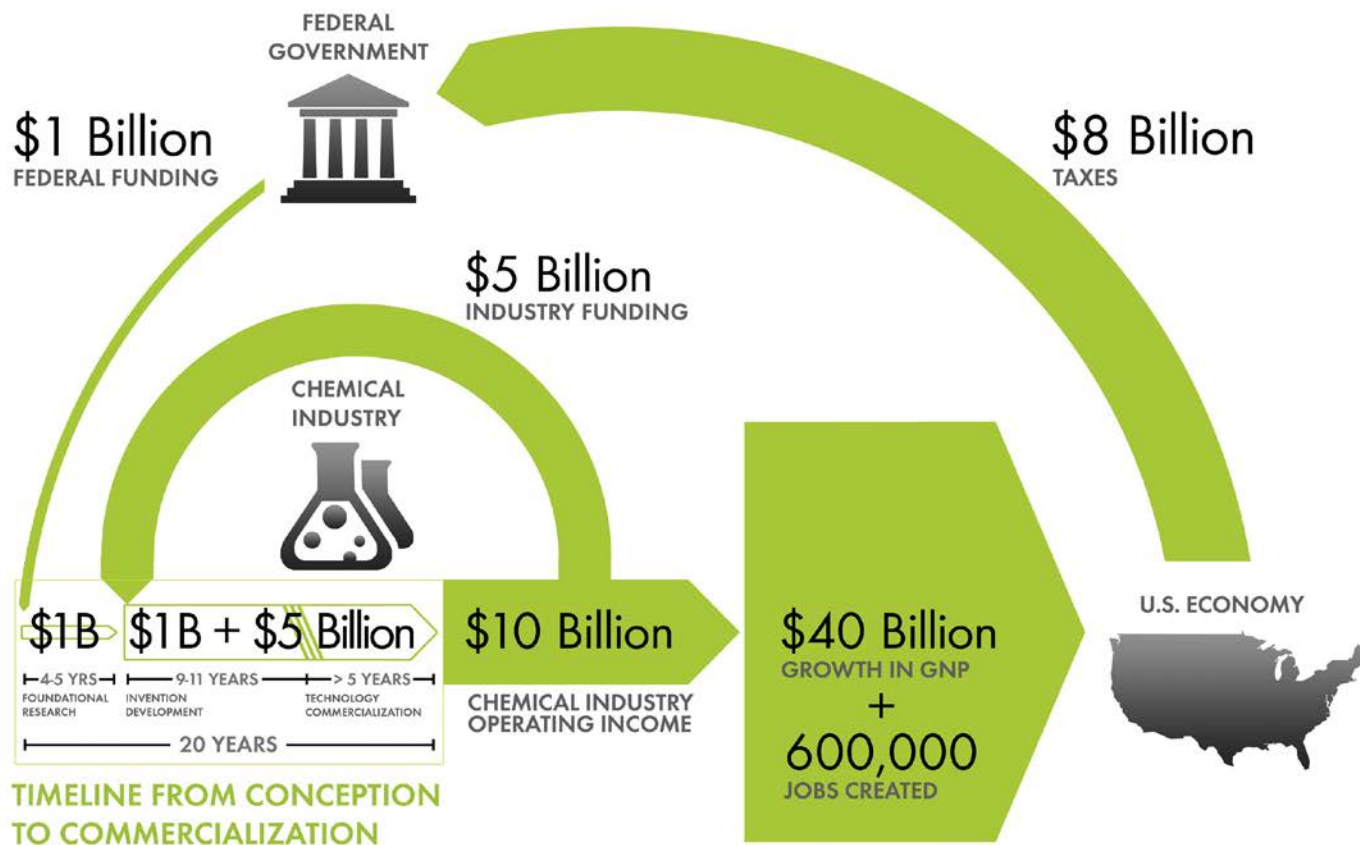 FEDERAL
GOVERNMENT
$1 Billion
FEDERAL FUNDING
$8 Billion
TAXES
$5 Billion
INDUSTRY FUNDING
CHEMICAL
INDUSTRY
$1B
$1B + $5 Billion
4-5 YRS
9-11 YEARS
> 5 YEARS
FOUNDATIONAL
RESEARCH
INVENTION
DEVELOPMENT
TECHNOLOGY
COMMERCIALIZATION
20 YEARS
TIMELINE FROM CONCEPTION
TO COMMERCIALIZATION
$10 Billion
CHEMICAL INDUSTRY
OPERATING INCOME
$40 Billion
GROWTH IN GNP
+
600,000
JOBS CREATED
U.S. ECONOMY